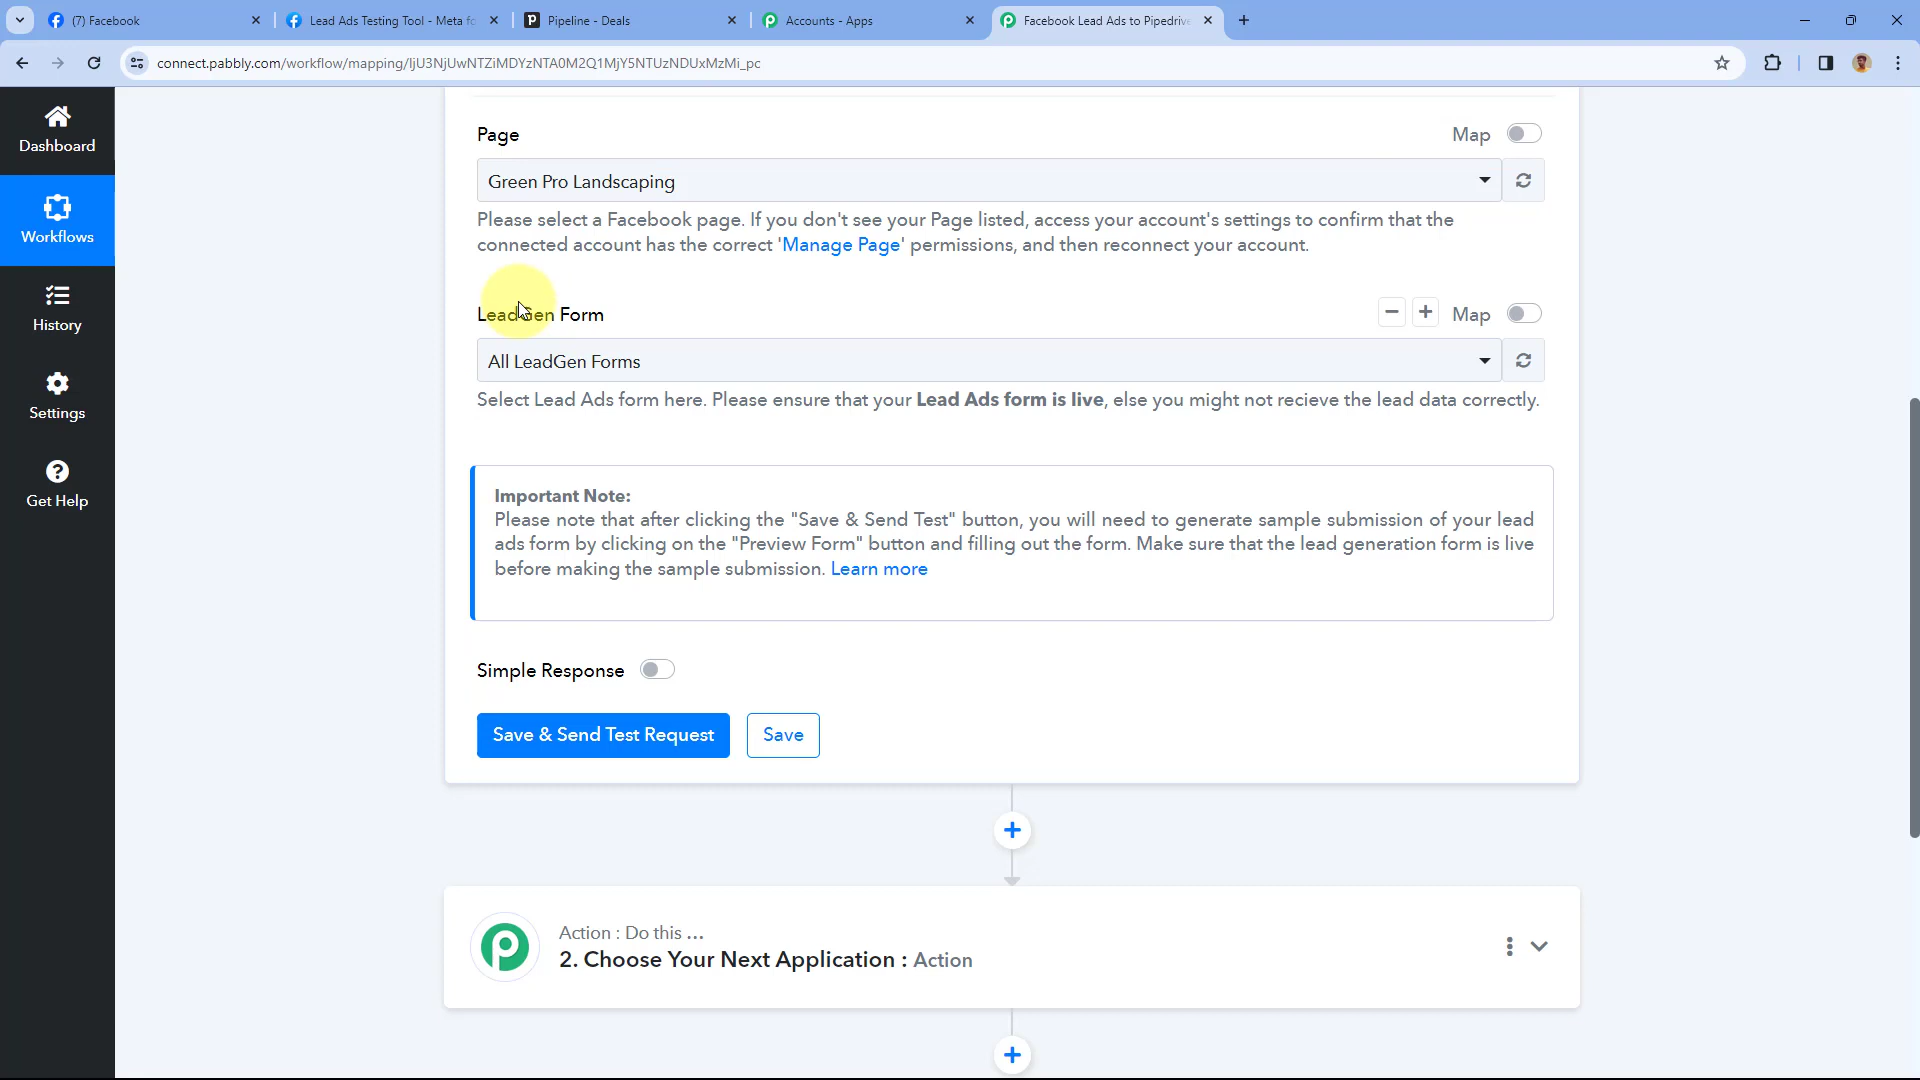 (7) Facebook
Lead Ads Testing Tool - Meta fo
Pipeline - Deals
Accounts - Apps
Facebook Lead Ads to Pipedrive
connect.pabbly.com/workflow/mapping/IjU3NjUwNTZiMDYzNTA0M2Q1MjY5NTUzNDUxMzMi_pc
Dashboard
Workflows
History
Settings
Get Help
Page
Map
Green Pro Landscaping
Please select a Facebook page. If you don't see your Page listed, access your account's settings to confirm that the
connected account has the correct 'Manage Page' permissions, and then reconnect your account.
LeadGen Form
Map
All LeadGen Forms
Select Lead Ads form here. Please ensure that your Lead Ads form is live, else you might not recieve the lead data correctly.
Important Note:
Please note that after clicking the "Save & Send Test" button, you will need to generate sample submission of your lead
ads form by clicking on the "Preview Form" button and filling out the form. Make sure that the lead generation form is live
before making the sample submission. Learn more
Simple Response
Save & Send Test Request
Save
Action : Do this ...
2. Choose Your Next Application : Action